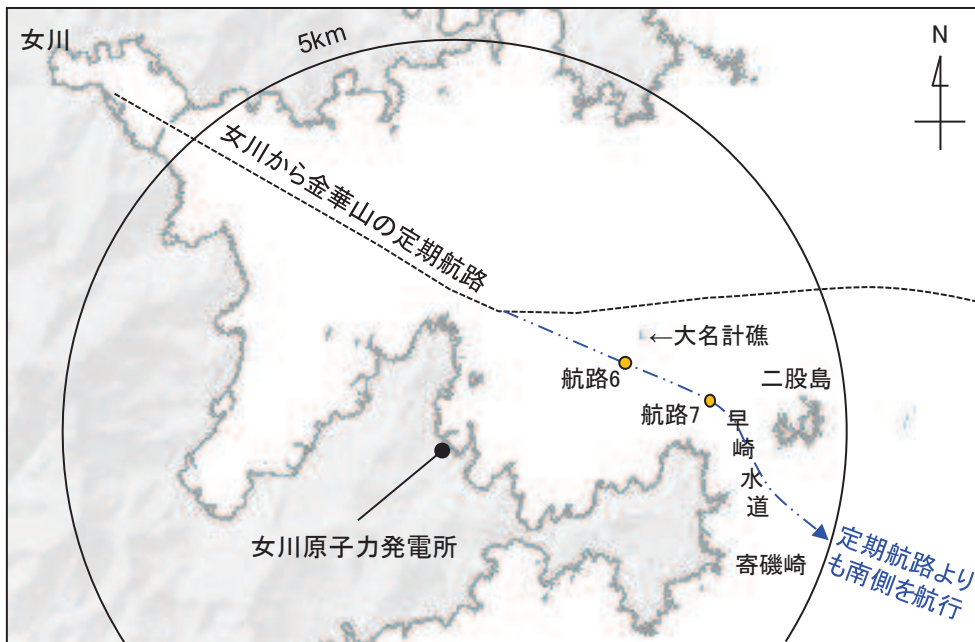 女川
5km
N
女川から金華山の定期航路
←大名計礁
航路6
二股島
航路7
早崎水道
女川原子力発電所
寄磯崎
定期航路より
も南側を航行